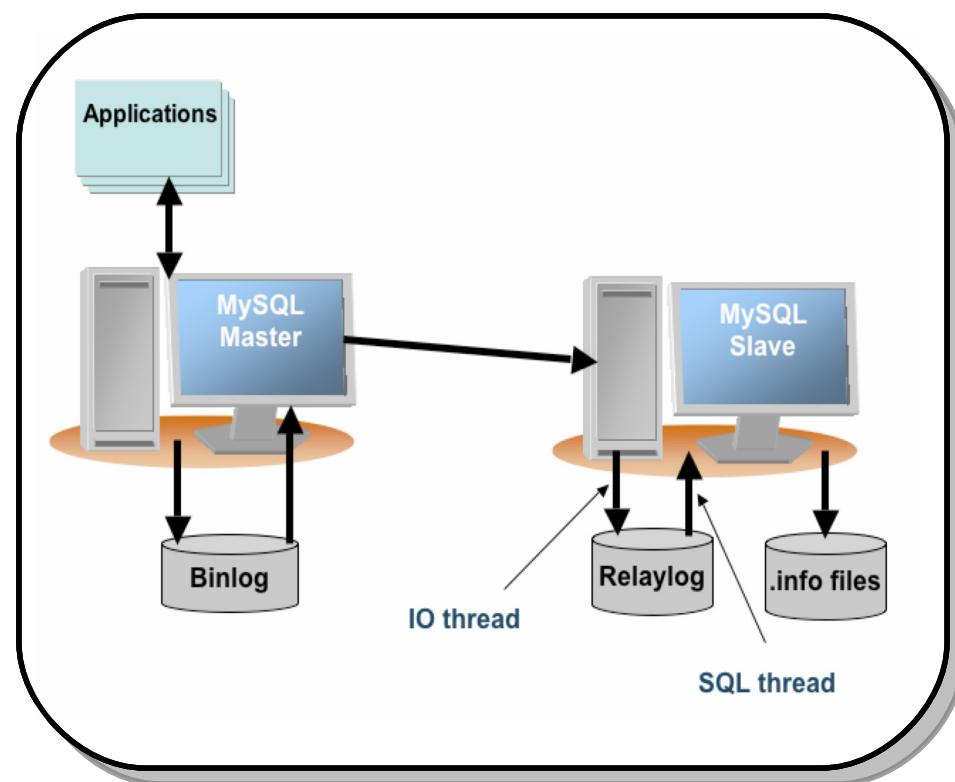 Applications
MySQL
Master
MySQL
Slave
Binlog
Relaylog
.info files
IO thread
SQL thread